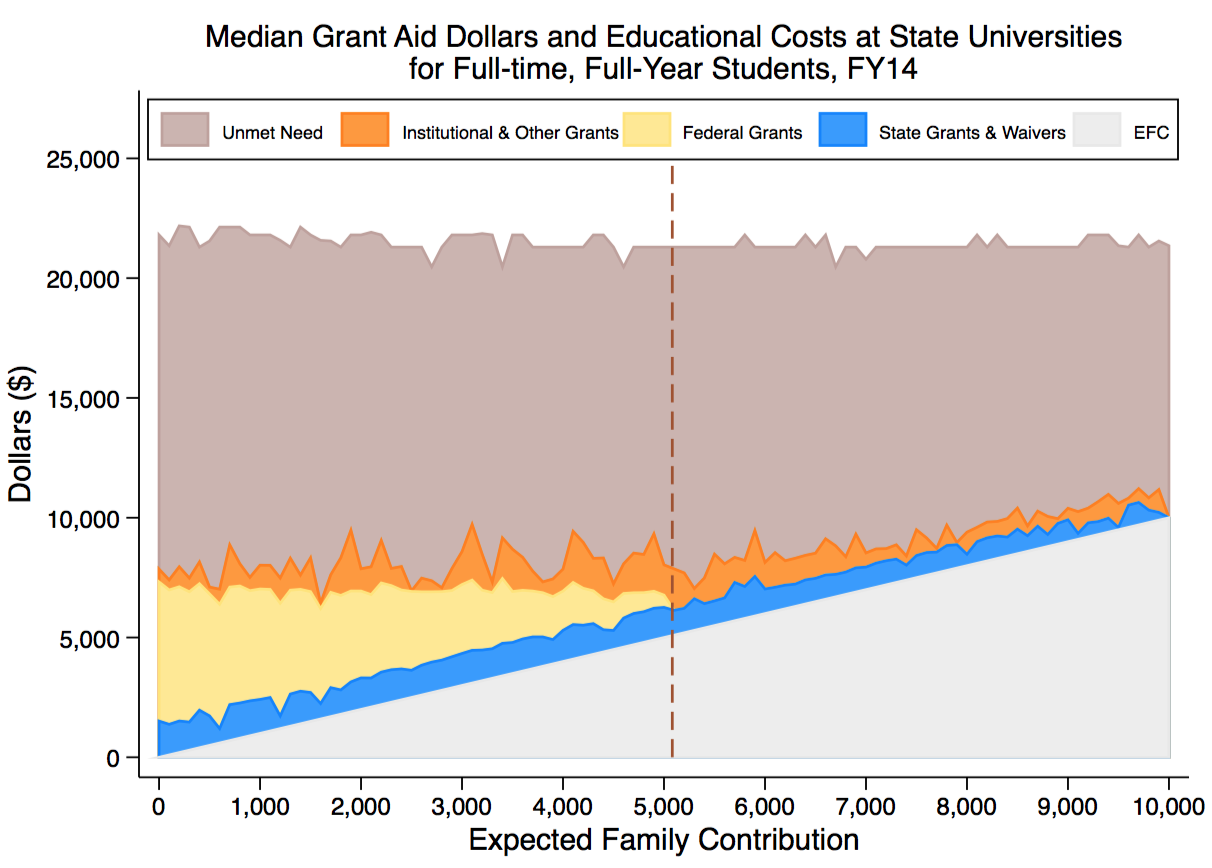 Median Grant Aid Dollars and Educational Costs at State Universities
for Full-time, Full-Year Students, FY14
Unmet Need Institutional & Other Grants Federal Grants State Grants & Waivers EFC
25,000
20,000
15,000
10,000
5,000
0
Dollars ($)
0 1,000 2,000 3,000 4,000 5,000 6,000 7,000 8,000 9,000 10,000
Expected Family Contribution